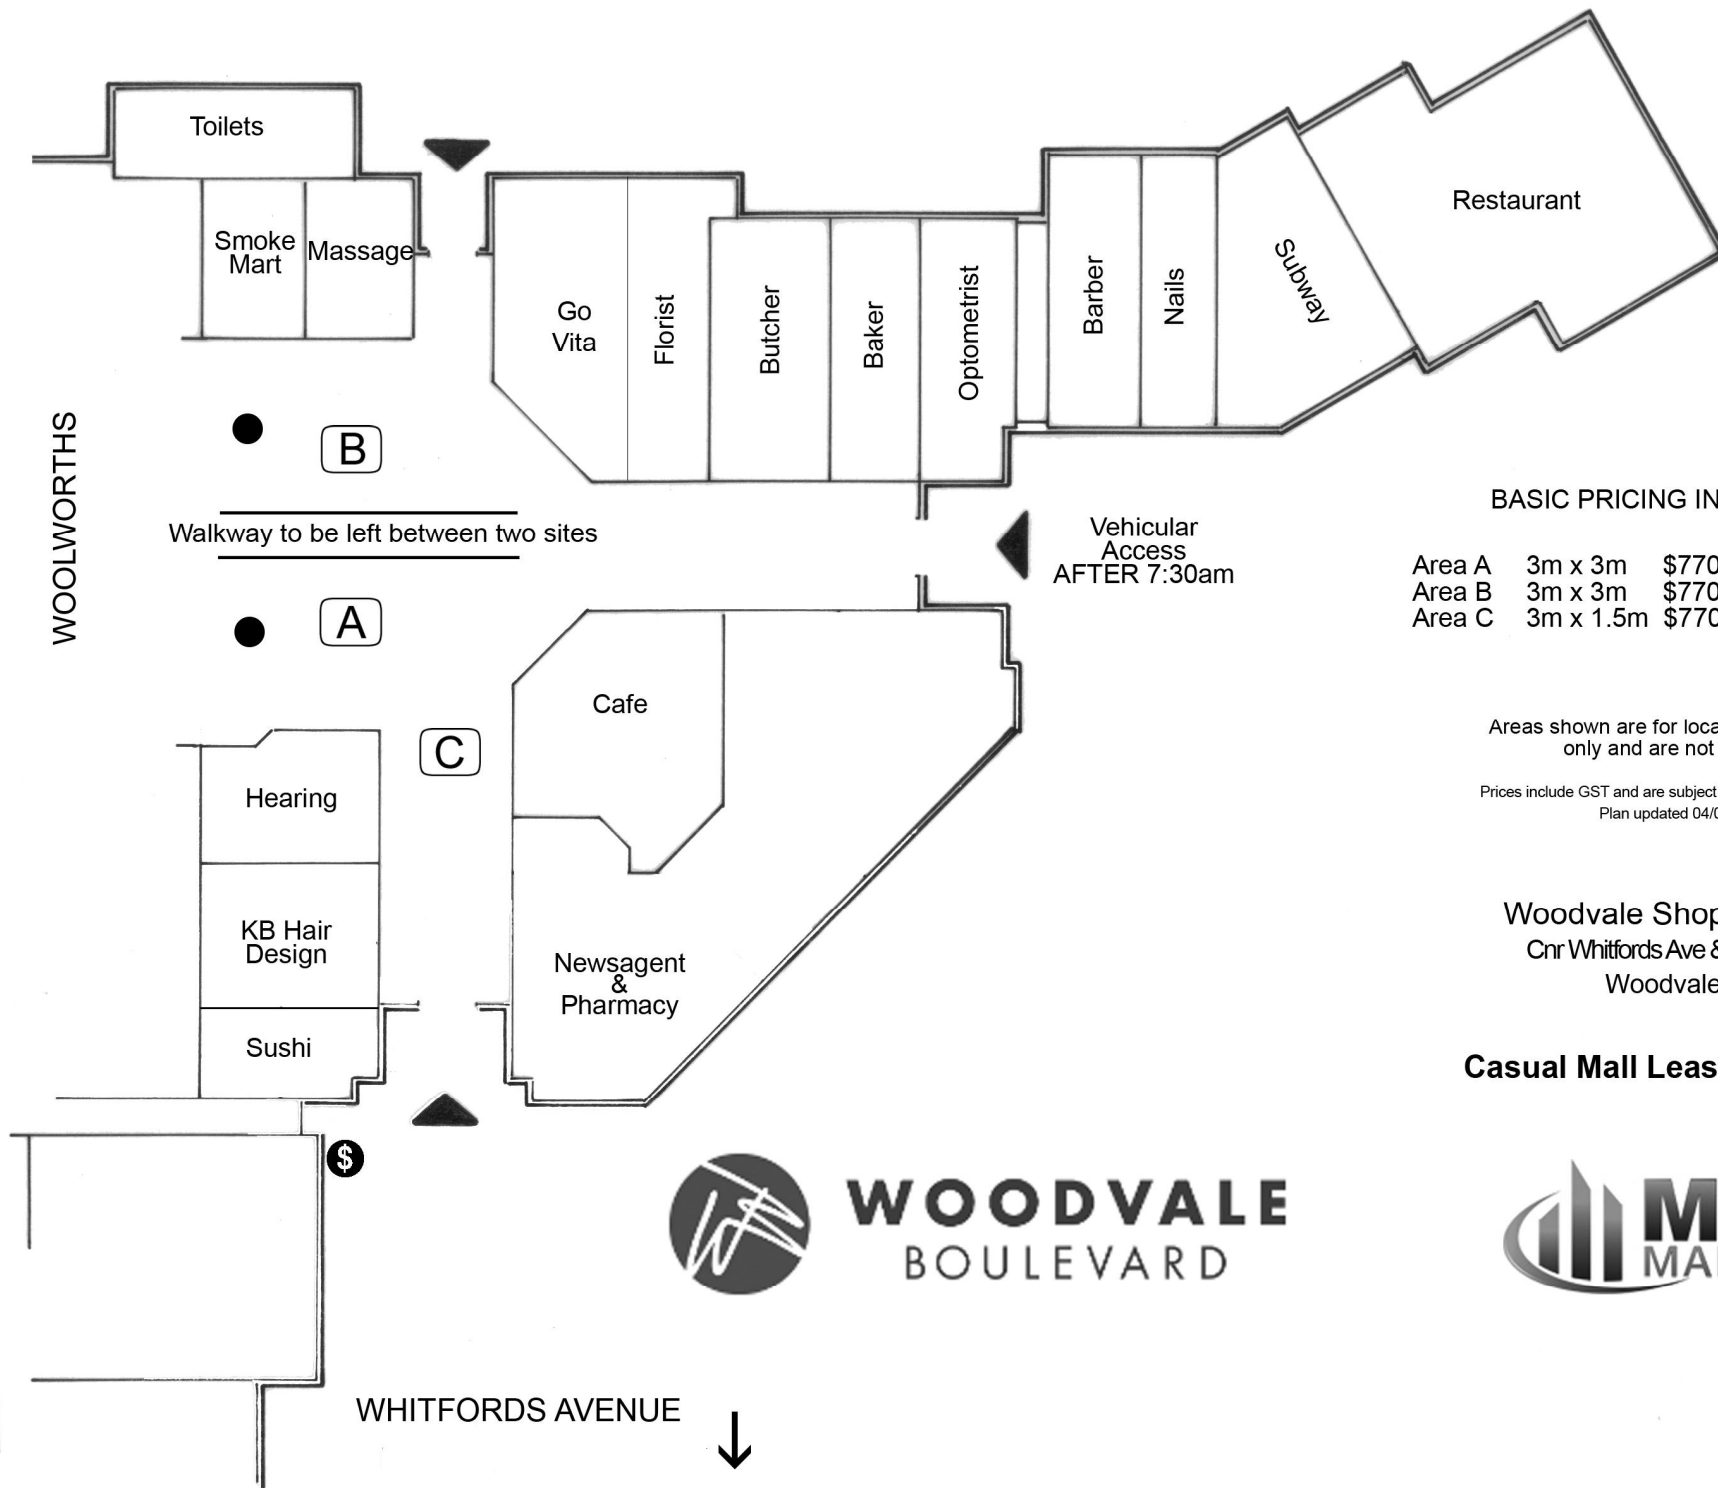 Toilets
Smoke
Mart
Massage
Go
Vita
Florist
Butcher
Baker
Optometrist
Barber
Nails
Subway
Restaurant
WOOLWORTHS
B
Walkway to be left between two sites
A
C
Vehicular
Access
AFTER 7:30am
Cafe
Hearing
KB Hair
Design
Sushi
Newsagent
&
Pharmacy
$
BASIC PRICING IN
Area A 3m x 3m $770
Area B 3m x 3m $770
Area C 3m x 1.5m $770
Areas shown are for loca
only and are not
Prices include GST and are subject
Plan updated 04/0
Woodvale Shop
Cnr Whitfords Ave &
Woodvale
Casual Mall Leas
WOODVALE
BOULEVARD
M
MA
WHITFORDS AVENUE